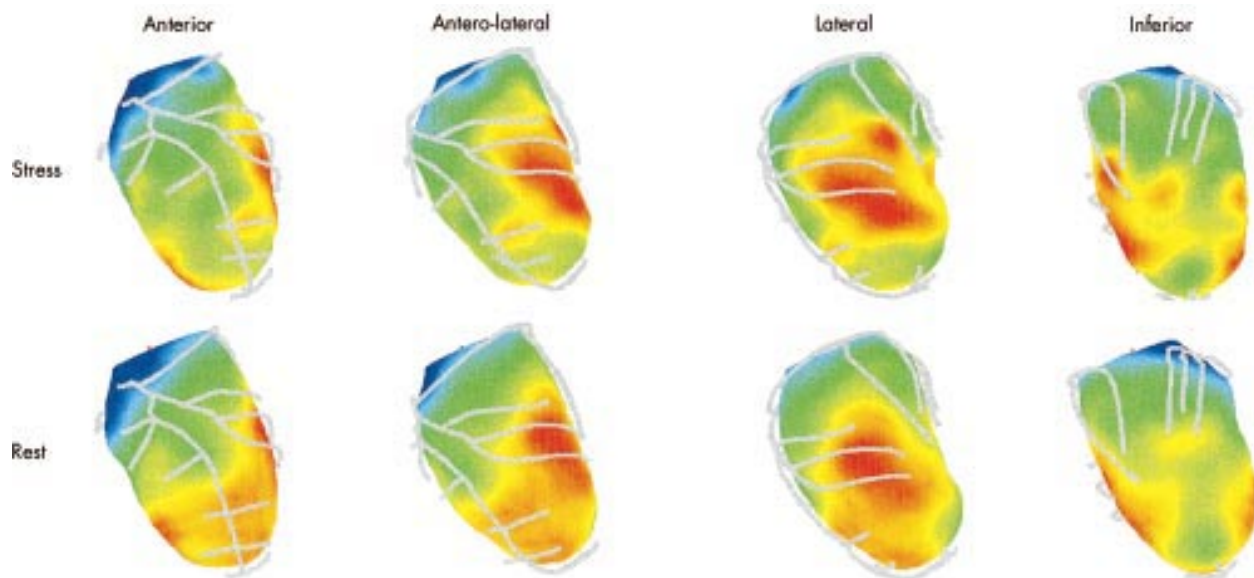 Anterior
Antero-lateral
Lateral
Inferior
Stress
Rest